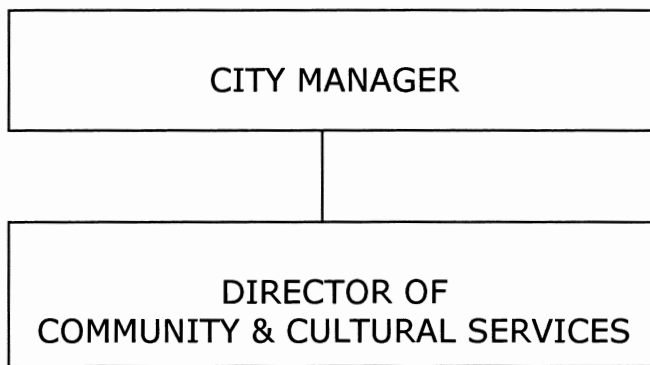 CITY MANAGER
DIRECTOR OF
COMMUNITY & CULTURAL SERVICES